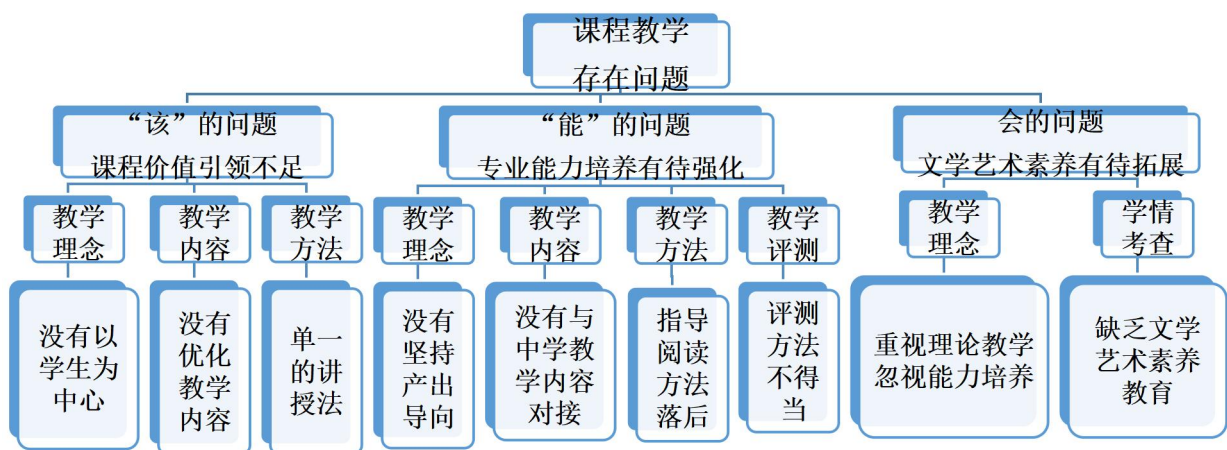 课程教学
存在问题
“该”的问题
课程价值引领不足
“能”的问题
专业能力培养有待强化
会的问题
文学艺术素养有待拓展
教学
理念
教学
内容
教学
方法
教学
理念
教学
内容
教学
方法
教学
评测
教学
理念
学情
考查
没有以
学生为
中心
没有
优化
教学
内容
单一
的讲
授法
没有
坚持
产出
导向
没有与
中学教
学内容
对接
指导
阅读
方法
落后
评测
方法
不得
当
重视理论教学
忽视能力培养
缺乏文学
艺术素养
教育